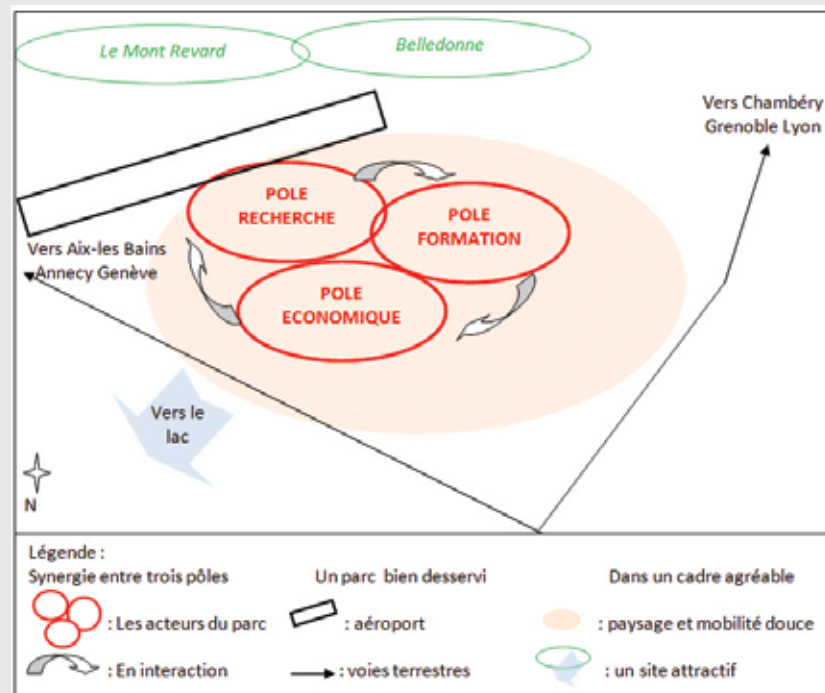 Le Mont Revard
Belledonne
Vers Chambéry
Grenoble Lyon
POLE
RECHERCHE
POLE
FORMATION
Vers Aix-les Bains
Annecy Genève
POLE
ECONOMIQUE
Vers le
lac
N
Légende :
Synergie entre trois pôles
: Les acteurs du parc
: En interaction
Un parc bien desservi
: aéroport
: voies terrestres
Dans un cadre agréable
: paysage et mobilité douce
: un site attractif